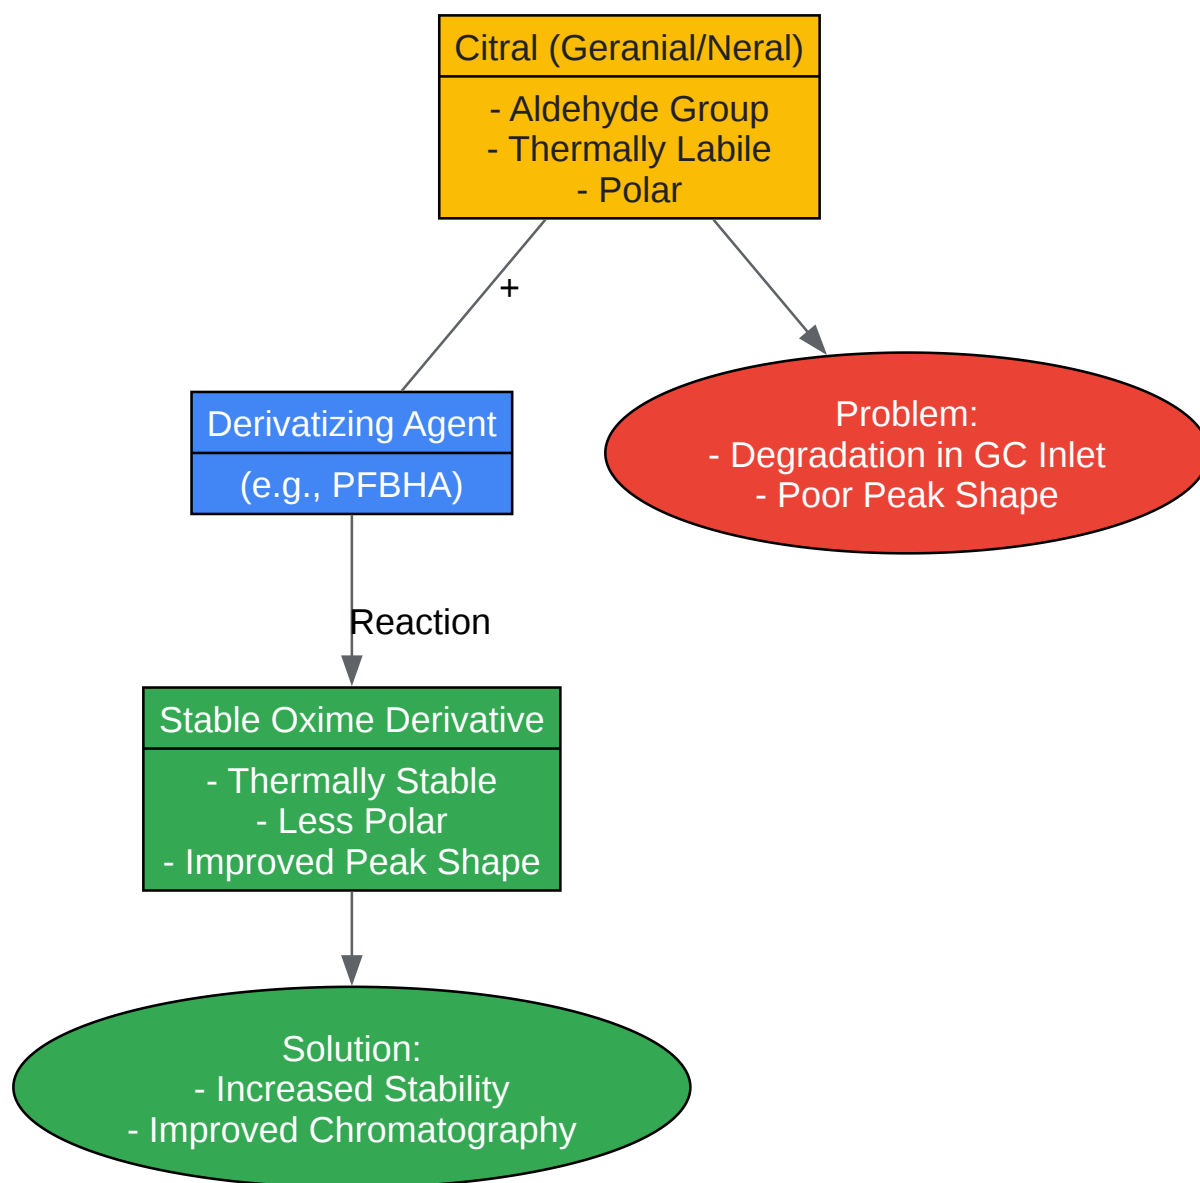 Citral (Geranial/Neral)
- Aldehyde Group
- Thermally Labile
- Polar
+
Derivatizing Agent
(e.g., PFBHA)
Problem:
- Degradation in GC Inlet
- Poor Peak Shape
Reaction
Stable Oxime Derivative
- Thermally Stable
- Less Polar
- Improved Peak Shape
Solution:
- Increased Stability
- Improved Chromatography